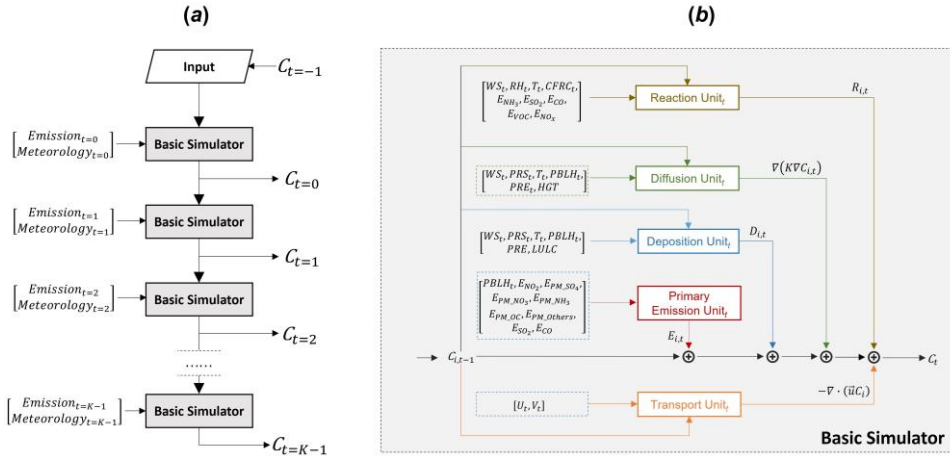 (a)
Input
C_{t=-1}
[Emission_{t=0}
Meteorology_{t=0}]
Basic Simulator
C_{t=0}
[Emission_{t=1}
Meteorology_{t=1}]
Basic Simulator
C_{t=1}
[Emission_{t=2}
Meteorology_{t=2}]
Basic Simulator
C_{t=2}
......
[Emission_{t=K-1}
Meteorology_{t=K-1}]
Basic Simulator
C_{t=K-1}
(b)
[WS_t, RH_t, T_t, CFRC_t,
E_{NH_3}, E_{SO_2}, E_{CO},
E_{VOC}, E_{NO_x}]
Reaction Unit_t
R_{i,t}
[WS_t, PRS_t, T_t, PBLH_t,
PRE_t, HGT]
Diffusion Unit_t
∇(K∇C_{i,t})
[WS_t, PRS_t, T_t, PBLH_t,
PRE, LULC]
Deposition Unit_t
D_{i,t}
[PBLH_t, E_{NO_2}, E_{PM_SO_4},
E_{PM_NO_3}, E_{PM_NH_3}
E_{PM_OC}, E_{PM_Others},
E_{SO_2}, E_{CO}]
Primary
Emission Unit_t
E_{i,t}
C_{i,t-1}
C_t
−∇ · (u⃗C_i)
[U_t, V_t]
Transport Unit_t
Basic Simulator